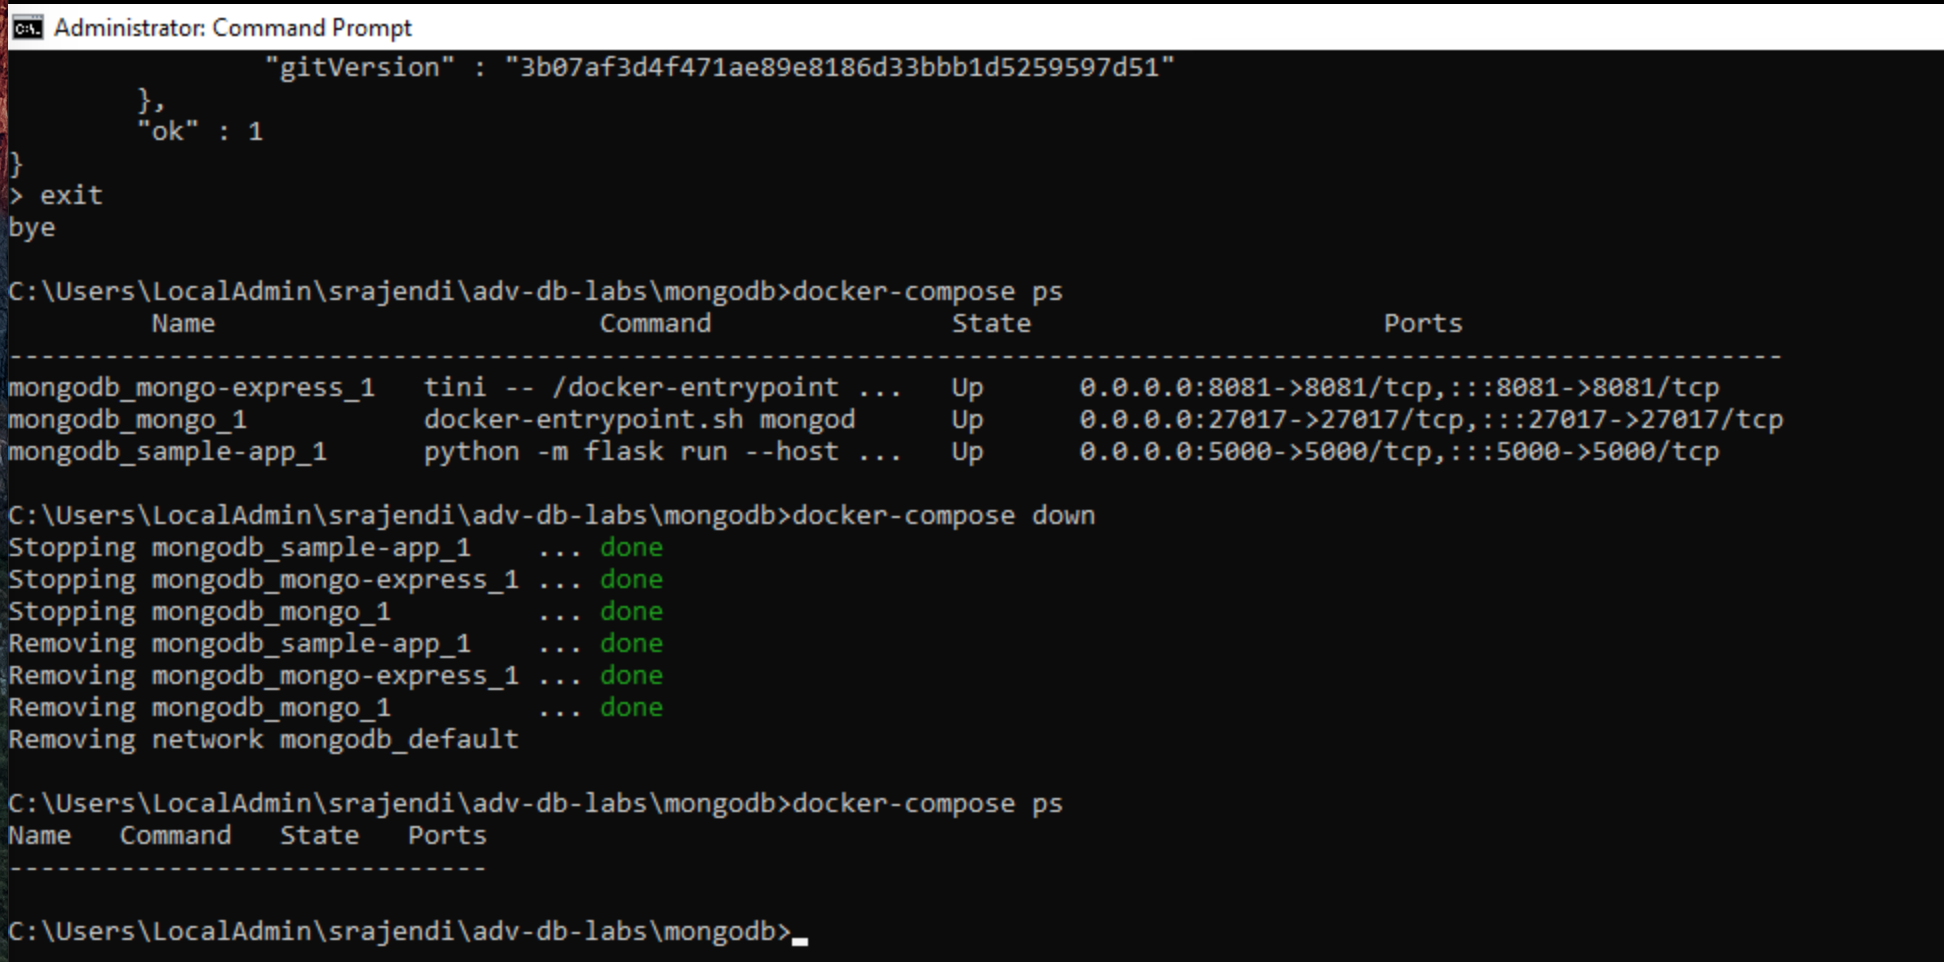 Administrator: Command Prompt
"gitVersion" : "3b07af3d4f471ae89e8186d33bbb1d5259597d51"
},
"ok" : 1
}
> exit
bye
C:\Users\LocalAdmin\srajendi\adv-db-labs\mongodb>docker-compose ps
Name Command State Ports
---------------------------------------------------------------------------------------------------------------
mongodb_mongo-express_1 tini -- /docker-entrypoint ... Up 0.0.0.0:8081->8081/tcp,:::8081->8081/tcp
mongodb_mongo_1 docker-entrypoint.sh mongod Up 0.0.0.0:27017->27017/tcp,:::27017->27017/tcp
mongodb_sample-app_1 python -m flask run --host ... Up 0.0.0.0:5000->5000/tcp,:::5000->5000/tcp
C:\Users\LocalAdmin\srajendi\adv-db-labs\mongodb>docker-compose down
Stopping mongodb_sample-app_1 ... done
Stopping mongodb_mongo-express_1 ... done
Stopping mongodb_mongo_1 ... done
Removing mongodb_sample-app_1 ... done
Removing mongodb_mongo-express_1 ... done
Removing mongodb_mongo_1 ... done
Removing network mongodb_default
C:\Users\LocalAdmin\srajendi\adv-db-labs\mongodb>docker-compose ps
Name Command State Ports
------------------------------
C:\Users\LocalAdmin\srajendi\adv-db-labs\mongodb>